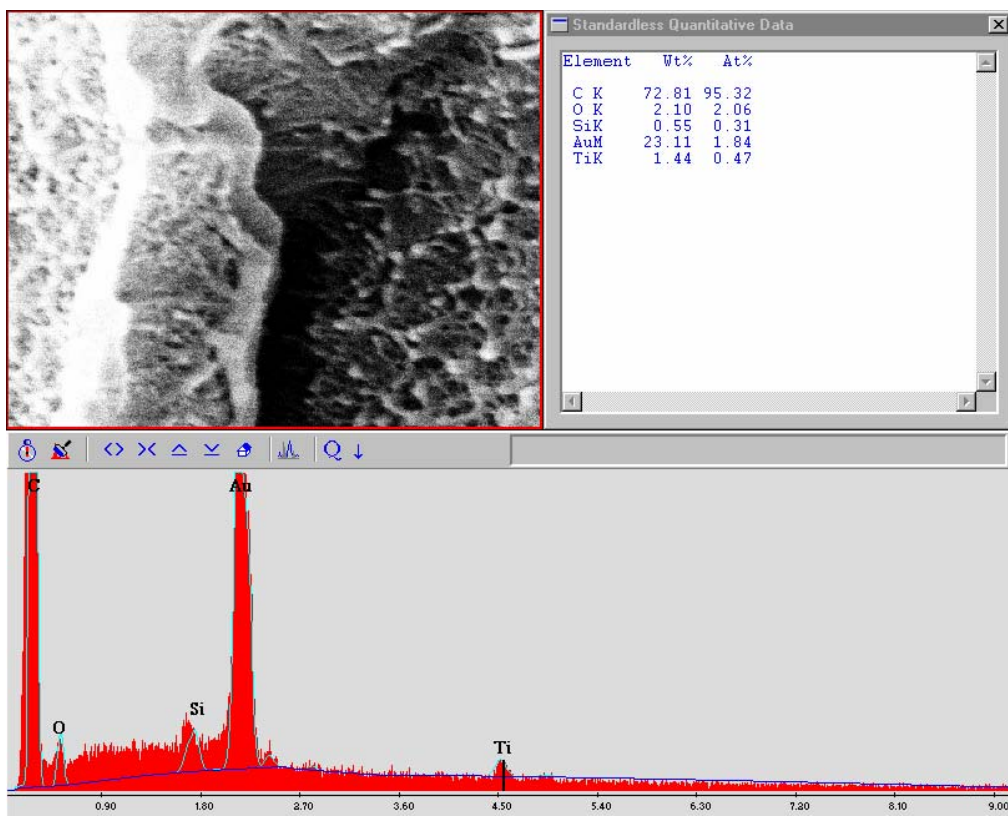 Standardless Quantitative Data
Element Wt% At%
C K 72.81 95.32
O K 2.10 2.06
SiK 0.55 0.31
AuM 23.11 1.84
TiK 1.44 0.47
Q
C
Au
O
Si
Ti
0.90 1.80 2.70 3.60 4.50 5.40 6.30 7.20 8.10 9.00